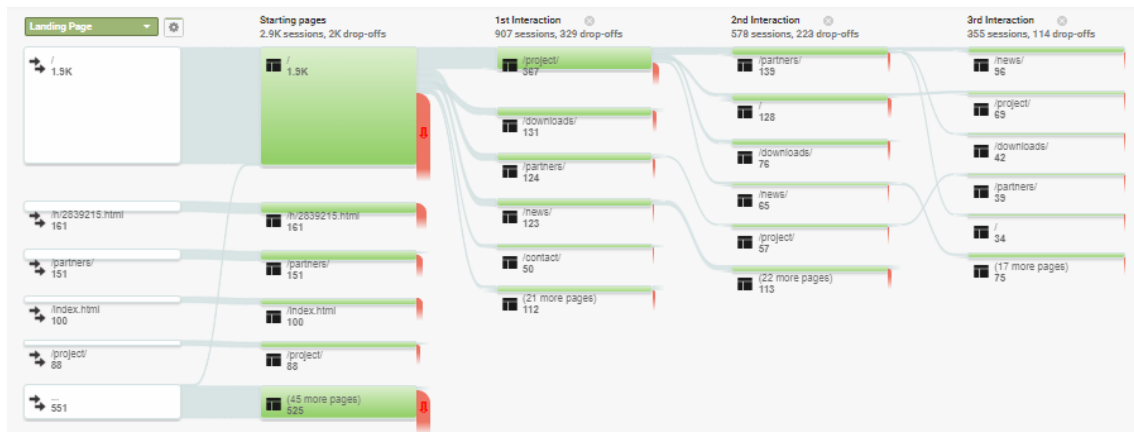 Landing Page
Starting pages
2.9K sessions, 2K drop-offs
1st Interaction
907 sessions, 329 drop-offs
2nd Interaction
578 sessions, 223 drop-offs
3rd Interaction
355 sessions, 114 drop-offs
/
1.9K
/h/2839215.html
161
/partners/
151
/index.html
100
/project/
88
...
551
/
1.9K
/h/2839215.html
161
/partners/
151
/index.html
100
/project/
88
(45 more pages)
525
/project/
367
/downloads/
131
/partners/
124
/news/
123
/contact/
50
(21 more pages)
112
/partners/
139
/
128
/downloads/
76
/news/
65
/project/
57
(22 more pages)
113
/news/
96
/project/
69
/downloads/
42
/partners/
39
/
34
(17 more pages)
75